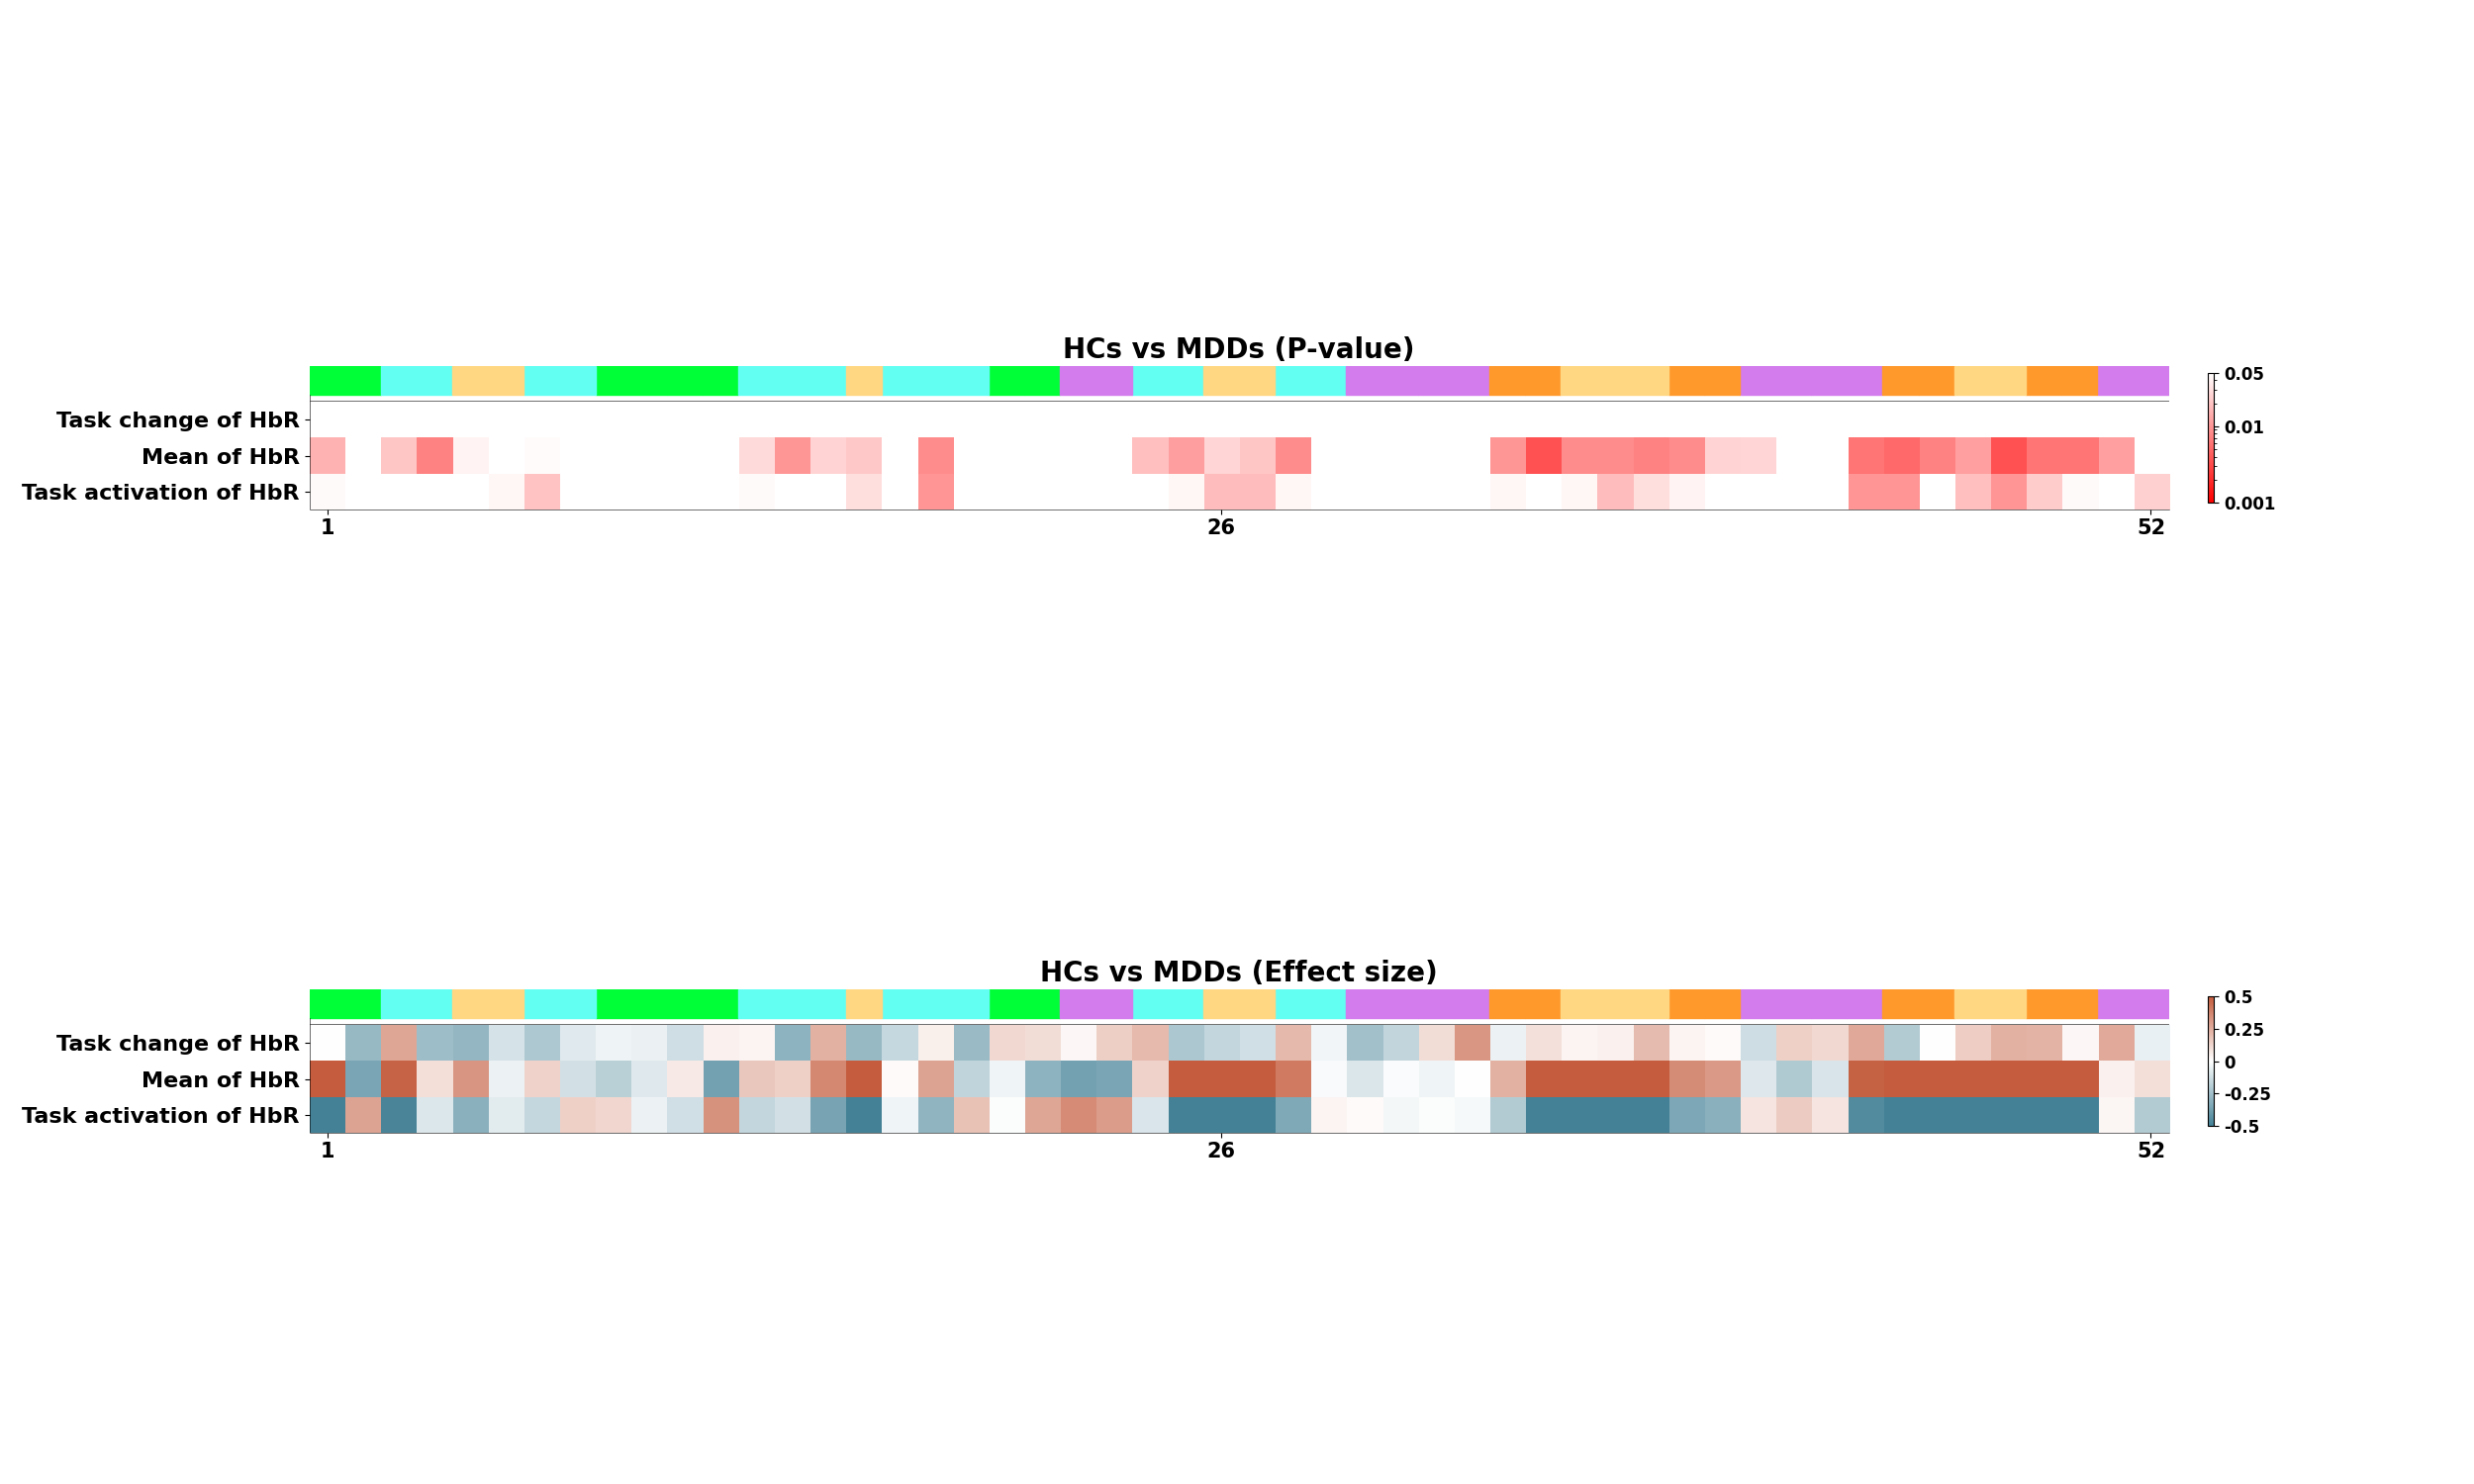 HCs vs MDDs (P-value)
Task change of HbR
Mean of HbR
Task activation of HbR
1 26 52
0.05
0.01
0.001
HCs vs MDDs (Effect size)
Task change of HbR
Mean of HbR
Task activation of HbR
1 26 52
0.5
0.25
0
-0.25
-0.5